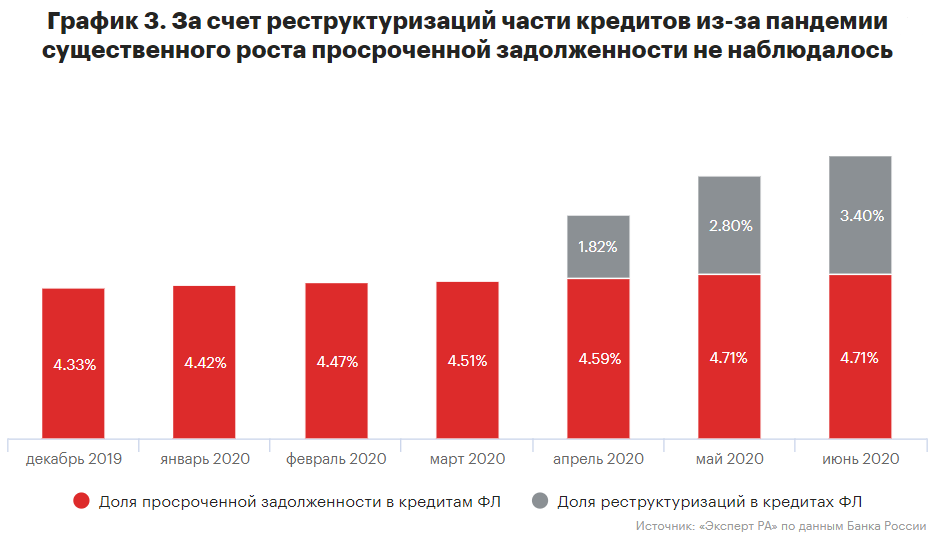 График 3. За счет реструктуризаций части кредитов из-за пандемии
существенного роста просроченной задолженности не наблюдалось
3.40%
2.80%
1.82%
4.33%
4.42%
4.47%
4.51%
4.59%
4.71%
4.71%
декабрь 2019
январь 2020
февраль 2020
март 2020
апрель 2020
май 2020
июнь 2020
Доля просроченной задолженности в кредитам ФЛ
Доля реструктуризаций в кредитах ФЛ
Источник: «Эксперт РА» по данным Банка России